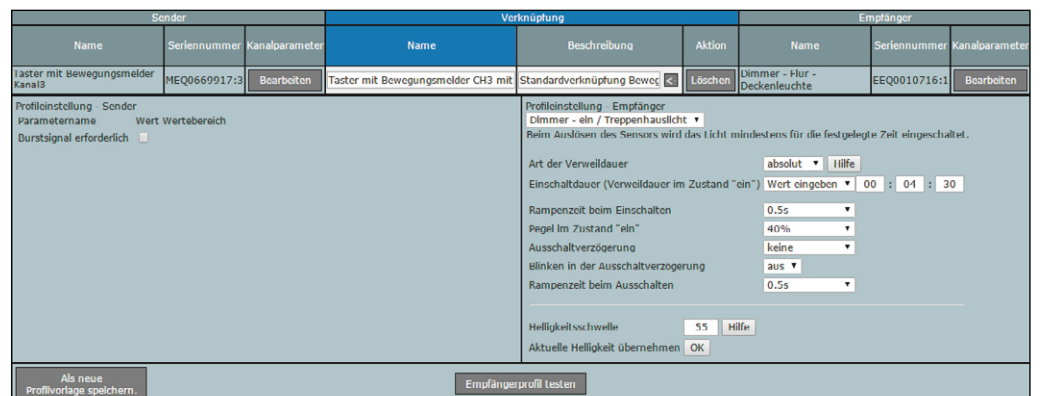 Sender Verknüpfung Empfänger
Name Seriennummer Kanalparameter Name Beschreibung Aktion Name Seriennummer Kanalparameter
Taster mit Bewegungsmelder Kanal3 MEQ0669917:3 Bearbeiten Taster mit Bewegungsmelder CH3 mit Standardverknüpfung Beweg < Löschen Dimmer - Flur - Deckenleuchte EEQ0010716:1 Bearbeiten
Profileinstellung - Sender
Parametername Wert Wertebereich
Burstsignal erforderlich
Profileinstellung - Empfänger
Dimmer - ein / Treppenhauslicht
Beim Auslösen des Sensors wird das Licht mindestens für die festgelegte Zeit eingeschaltet.
Art der Verweildauer absolut Hilfe
Einschaltdauer (Verweildauer im Zustand "ein") Wert eingeben 00 : 04 : 30
Rampenzeit beim Einschalten 0.5s
Pegel im Zustand "ein" 40%
Ausschaltverzögerung keine
Blinken in der Ausschaltverzögerung aus
Rampenzeit beim Ausschalten 0.5s
Helligkeitsschwelle 55 Hilfe
Aktuelle Helligkeit übernehmen OK
Als neue
Profilvorlage speichern.
Empfängerprofil testen